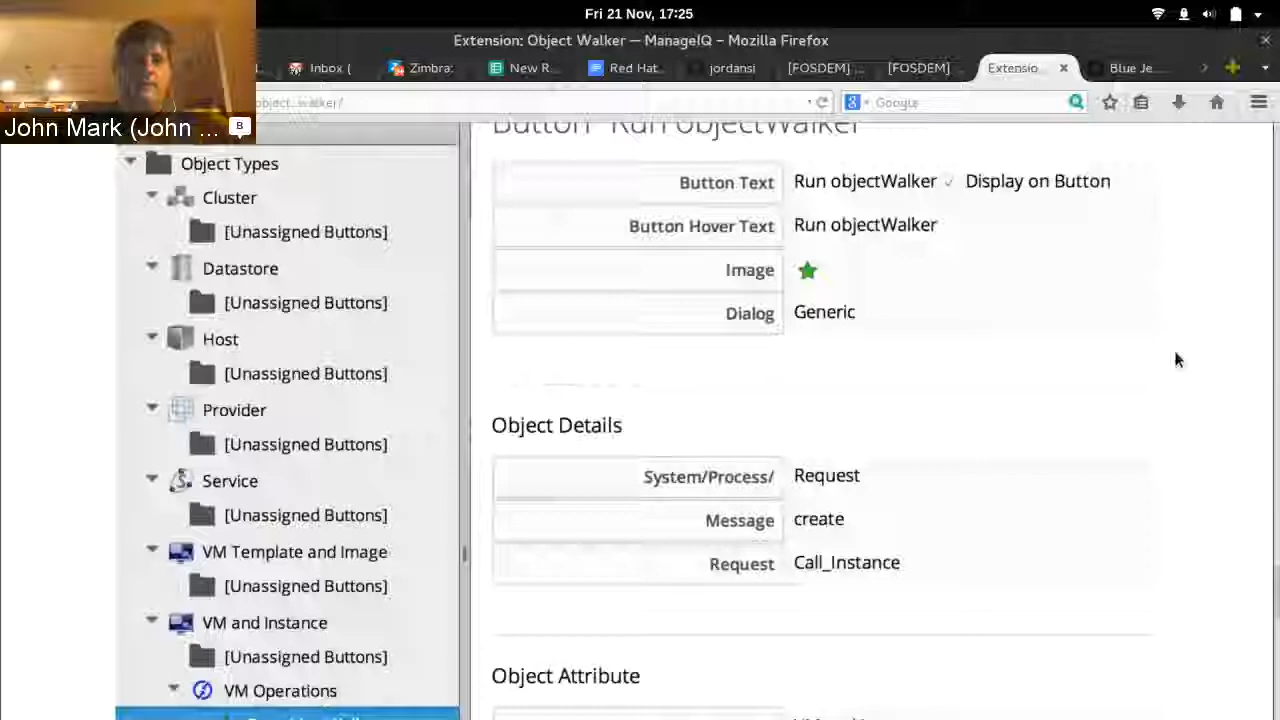 Fri 21 Nov, 17:25
Extension: Object Walker — ManageIQ – Mozilla Firefox
Inbox (
Zimbra:
New R...
Red Hat...
jordansi
[FOSDEM] ...
[FOSDEM] ...
Extensio...
Blue Je...
object_walker/
Google
John Mark (John ...
B
Button "Run objectWalker"
Object Types
Cluster
[Unassigned Buttons]
Datastore
[Unassigned Buttons]
Host
[Unassigned Buttons]
Provider
[Unassigned Buttons]
Service
[Unassigned Buttons]
VM Template and Image
[Unassigned Buttons]
VM and Instance
[Unassigned Buttons]
VM Operations
Button Text Run objectWalker ✓ Display on Button
Button Hover Text Run objectWalker
Image
Dialog Generic
Object Details
System/Process/ Request
Message create
Request Call_Instance
Object Attribute